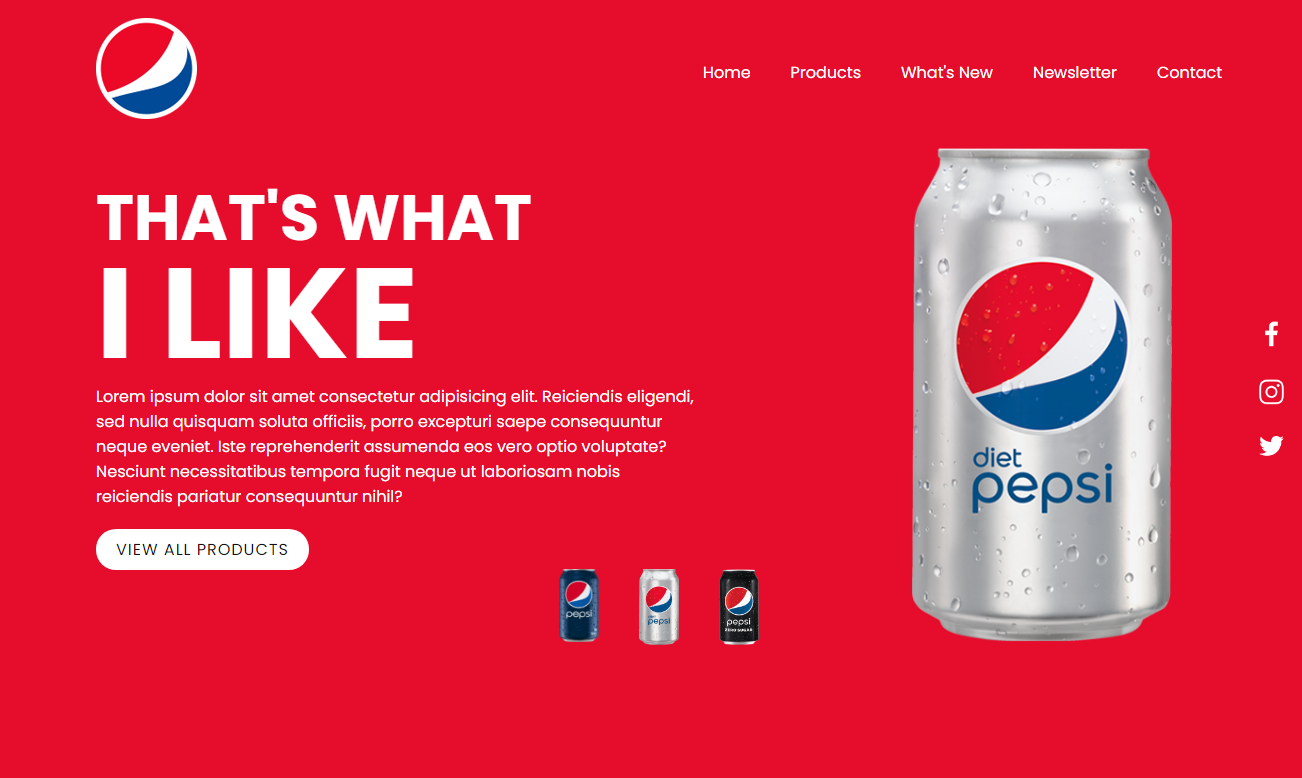 Home Products What's New Newsletter Contact
THAT'S WHAT
I LIKE
Lorem ipsum dolor sit amet consectetur adipisicing elit. Reiciendis eligendi,
sed nulla quisquam soluta officiis, porro excepturi saepe consequuntur
neque eveniet. Iste reprehenderit assumenda eos vero optio voluptate?
Nesciunt necessitatibus tempora fugit neque ut laboriosam nobis
reiciendis pariatur consequuntur nihil?
VIEW ALL PRODUCTS
diet
pepsi
pepsi
diet
pepsi
pepsi
ZERO SUGAR